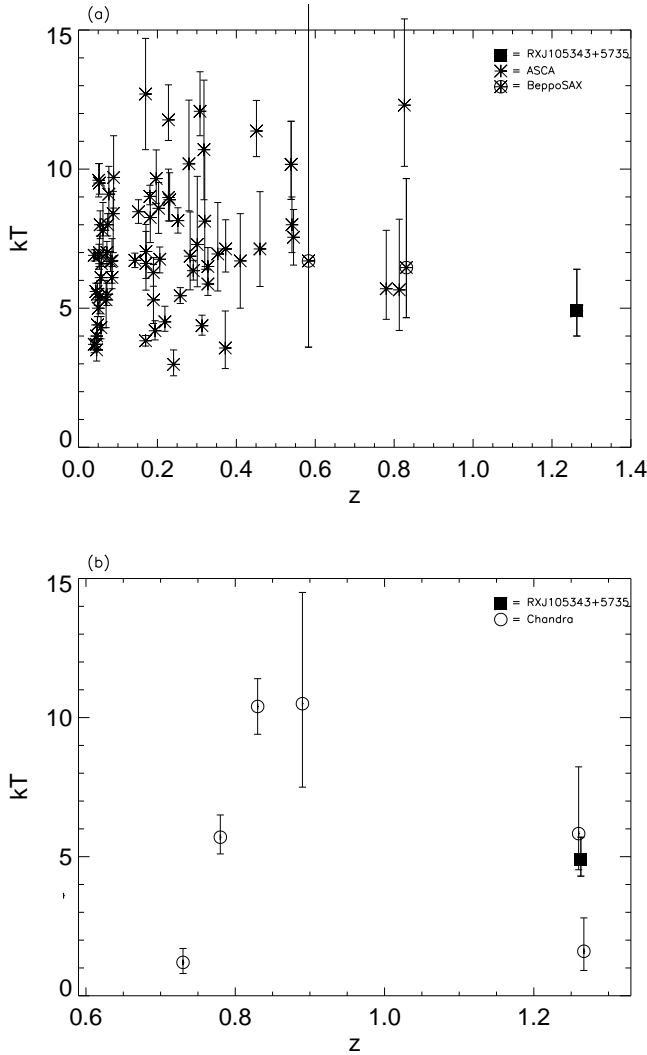 (a)
15
10
5
0
kT
= RXJ105343+5735
= ASCA
= BeppoSAX
0.0 0.2 0.4 0.6 0.8 1.0 1.2 1.4
z
(b)
15
10
5
0
kT
= RXJ105343+5735
= Chandra
0.6 0.8 1.0 1.2
z